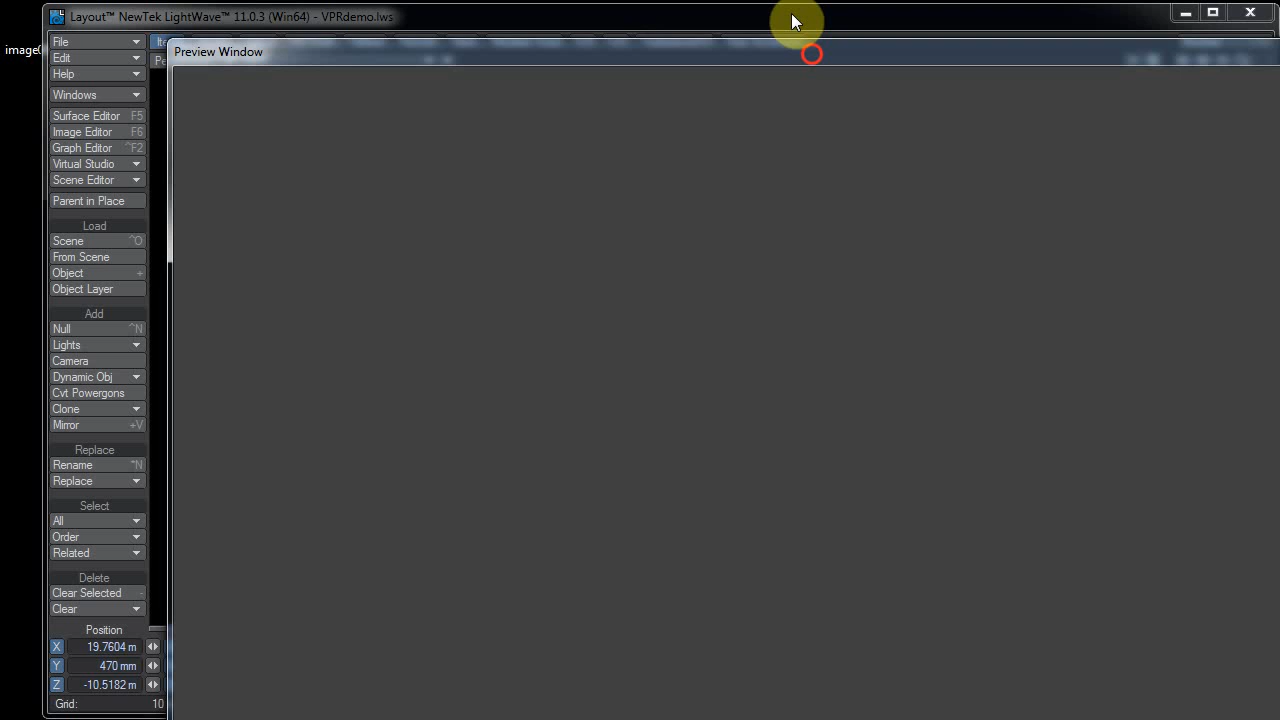 Layout™ NewTek LightWave™ 11.0.3 (Win64) - VPRdemo.lws
File
image(
Preview Window
Edit
Help
Windows
Surface Editor F5
Image Editor F6
Graph Editor ^F2
Virtual Studio
Scene Editor
Parent in Place
Load
Scene ^O
From Scene
Object +
Object Layer
Add
Null ^N
Lights
Camera
Dynamic Obj
Cvt Powergons
Clone
Mirror +V
Replace
Rename ^N
Replace
Select
All
Order
Related
Delete
Clear Selected -
Clear
Position
X 19.7604 m
Y 470 mm
Z -10.5182 m
Grid: 10